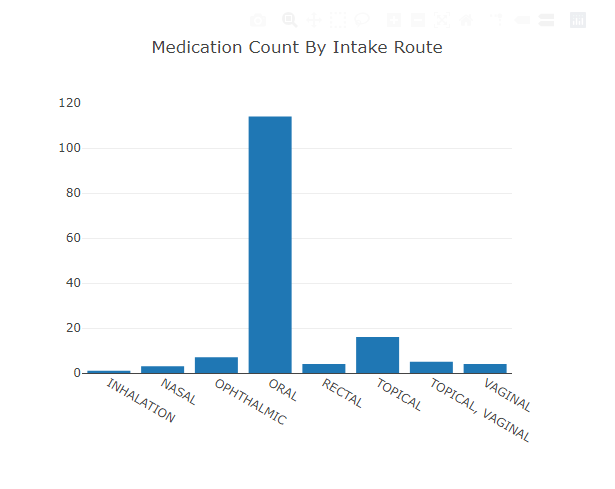 Medication Count By Intake Route
120
100
80
60
40
20
0
INHALATION
NASAL
OPHTHALMIC
ORAL
RECTAL
TOPICAL
TOPICAL, VAGINAL
VAGINAL